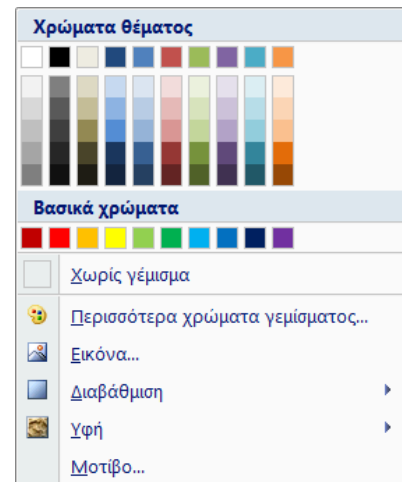 Χρώματα θέματος
Βασικά χρώματα
Χωρίς γέμισμα
Περισσότερα χρώματα γεμίσματος...
Εικόνα...
Διαβάθμιση
Υφή
Μοτίβο...